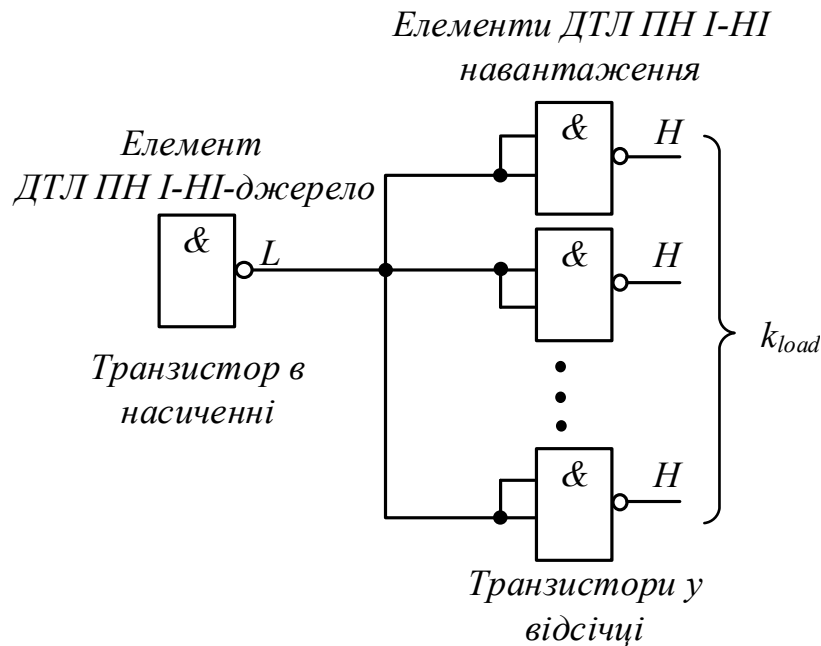 Елементи ДТЛ ПН І-НІ
навантаження
Елемент
ДТЛ ПН І-НІ-джерело
&
L
Транзистор в
насиченні
&
H
&
H
&
H
k_load
Транзистори у
відсічці